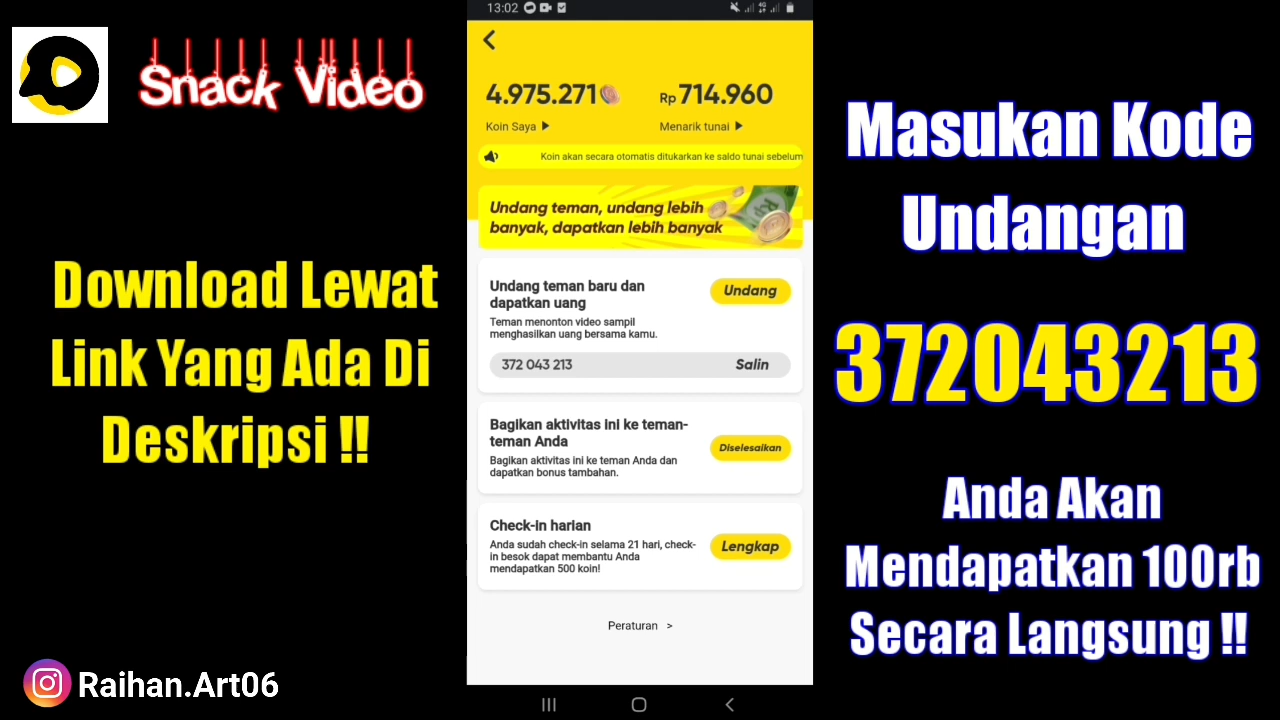 Snack Video
Download Lewat
Link Yang Ada Di
Deskripsi !!
Raihan.Art06
13:02
4.975.271
Rp 714.960
Koin Saya
Menarik tunai
Koin akan secara otomatis ditukarkan ke saldo tunai sebelum
Undang teman, undang lebih
banyak, dapatkan lebih banyak
Undang teman baru dan
dapatkan uang
Undang
Teman menonton video sampil
menghasilkan uang bersama kamu.
372 043 213 Salin
Bagikan aktivitas ini ke teman-
teman Anda
Diselesaikan
Bagikan aktivitas ini ke teman Anda dan
dapatkan bonus tambahan.
Check-in harian
Anda sudah check-in selama 21 hari, check-
in besok dapat membantu Anda
mendapatkan 500 koin!
Lengkap
Peraturan >
Masukan Kode
Undangan
372043213
Anda Akan
Mendapatkan 100rb
Secara Langsung !!